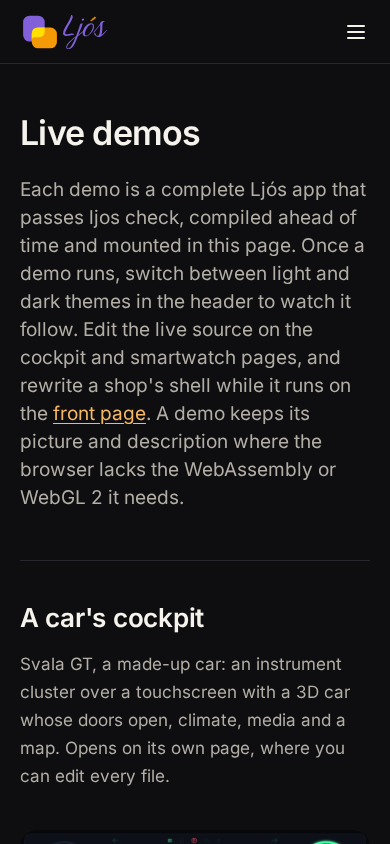 Ljós
Live demos
Each demo is a complete Ljós app that
passes ljos check, compiled ahead of
time and mounted in this page. Once a
demo runs, switch between light and
dark themes in the header to watch it
follow. Edit the live source on the
cockpit and smartwatch pages, and
rewrite a shop's shell while it runs on
the front page. A demo keeps its
picture and description where the
browser lacks the WebAssembly or
WebGL 2 it needs.
A car's cockpit
Svala GT, a made-up car: an instrument
cluster over a touchscreen with a 3D car
whose doors open, climate, media and a
map. Opens on its own page, where you
can edit every file.